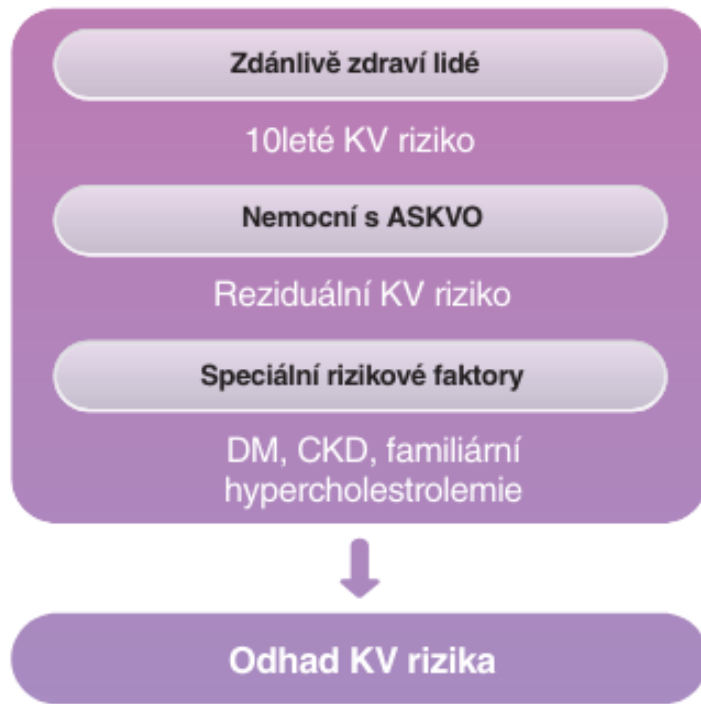 Zdánlivě zdraví lidé
10leté KV riziko
Nemocní s ASKVO
Reziduální KV riziko
Speciální rizikové faktory
DM, CKD, familiární
hypercholestrolemie
Odhad KV rizika